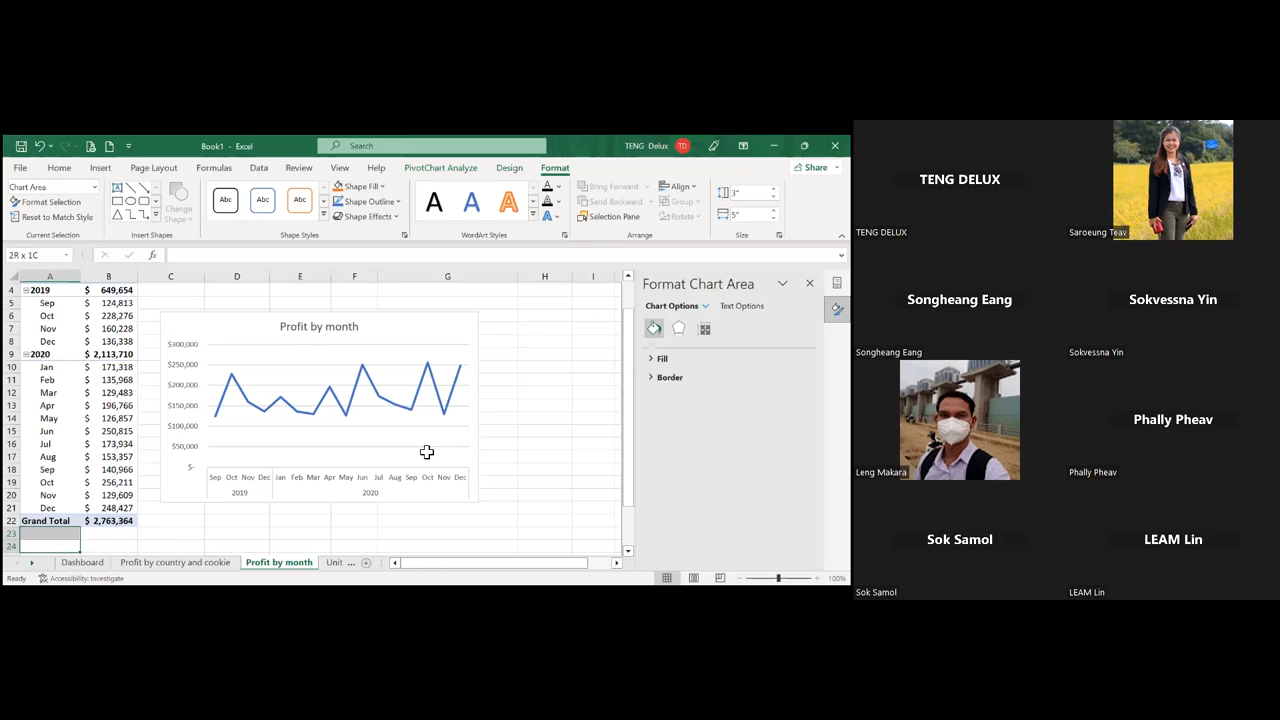 Book1 - Excel
Search
TENG Delux
TD
File Home Insert Page Layout Formulas Data Review View Help PivotChart Analyze Design Format
Share
Chart Area
Format Selection
Reset to Match Style
Current Selection
Change Shape
Insert Shapes
Abc Abc Abc
Shape Fill
Shape Outline
Shape Effects
Shape Styles
A A A
WordArt Styles
Bring Forward
Send Backward
Selection Pane
Align
Group
Rotate
Arrange
3"
5"
Size
2R x 1C
fx
A B C D E F G H I
4 2019 $ 649,654
5 Sep $ 124,813
6 Oct $ 228,276
7 Nov $ 160,228
8 Dec $ 136,338
9 2020 $ 2,113,710
10 Jan $ 171,318
11 Feb $ 135,968
12 Mar $ 129,483
13 Apr $ 196,766
14 May $ 126,857
15 Jun $ 250,815
16 Jul $ 173,934
17 Aug $ 153,357
18 Sep $ 140,966
19 Oct $ 256,211
20 Nov $ 129,609
21 Dec $ 248,427
22 Grand Total $ 2,763,364
23
24
Profit by month
$300,000
$250,000
$200,000
$150,000
$100,000
$50,000
$-
Sep Oct Nov Dec Jan Feb Mar Apr May Jun Jul Aug Sep Oct Nov Dec
2019 2020
Format Chart Area
Chart Options Text Options
Fill
Border
Dashboard Profit by country and cookie Profit by month Unit ...
Ready Accessibility: Investigate
100%
TENG DELUX
TENG DELUX
Saroeung Teav
Songheang Eang
Songheang Eang
Sokvessna Yin
Sokvessna Yin
Leng Makara
Phally Pheav
Phally Pheav
Sok Samol
Sok Samol
LEAM Lin
LEAM Lin